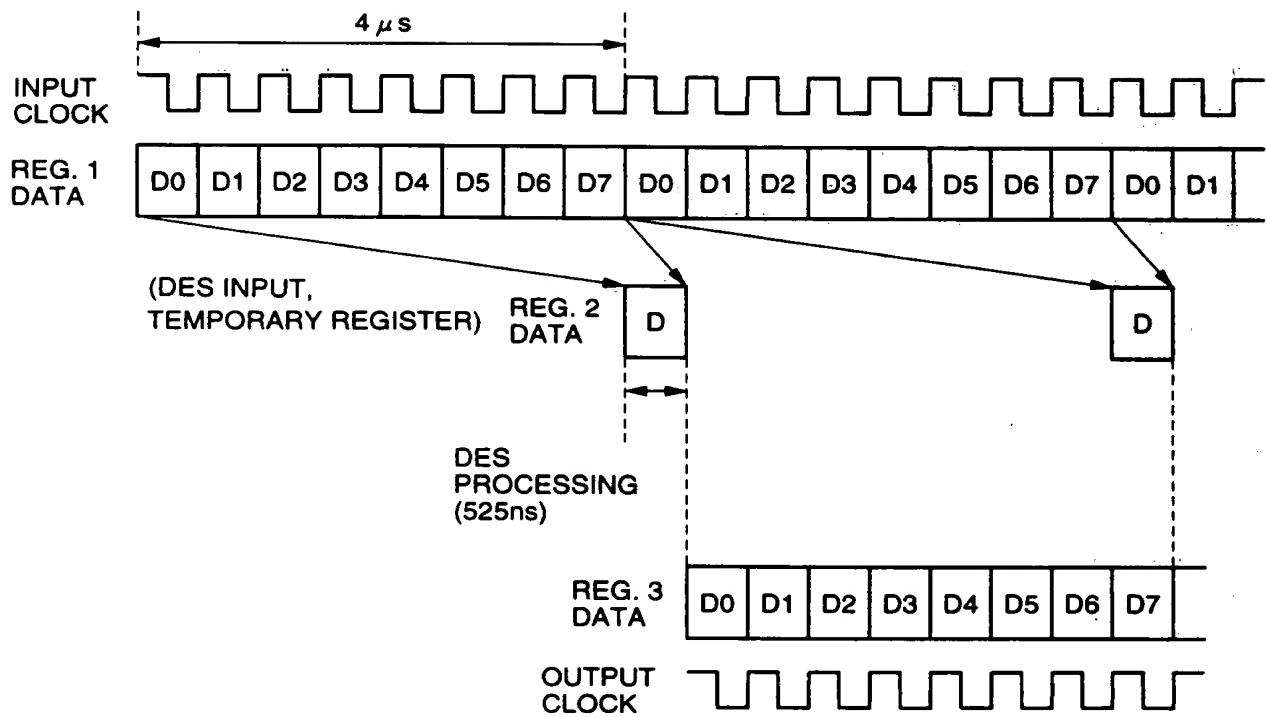 4 μs
INPUT
CLOCK
REG. 1
DATA
D0 D1 D2 D3 D4 D5 D6 D7 D0 D1 D2 D3 D4 D5 D6 D7 D0 D1
(DES INPUT,
TEMPORARY REGISTER)
REG. 2
DATA
D
D
DES
PROCESSING
(525ns)
REG. 3
DATA
D0 D1 D2 D3 D4 D5 D6 D7
OUTPUT
CLOCK